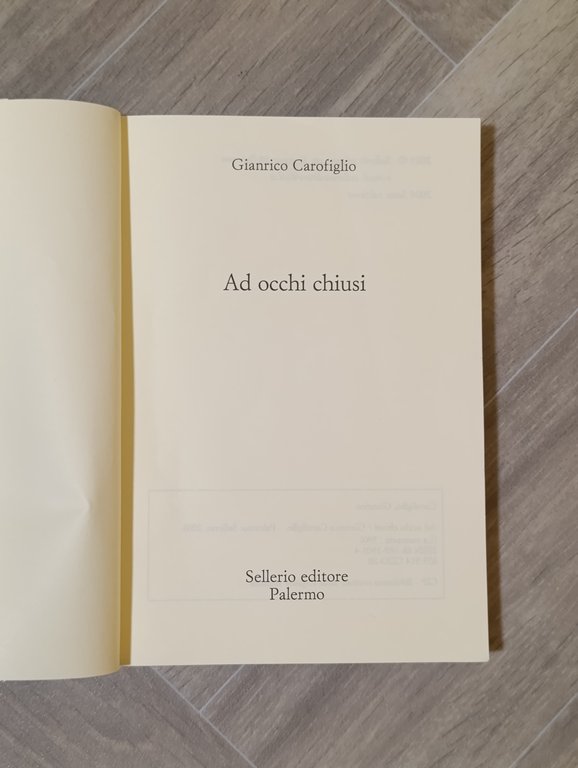 Gianrico Carofiglio
Ad occhi chiusi
Sellerio editore
Palermo